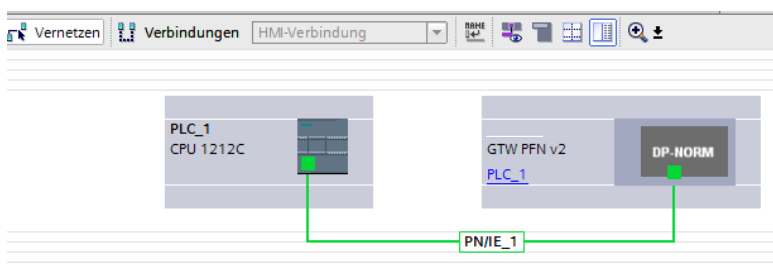 Vernetzen Verbindungen HMI-Verbindung NAME
PLC_1
CPU 1212C
GTW PFN v2
PLC_1
DP-NORM
PN/IE_1